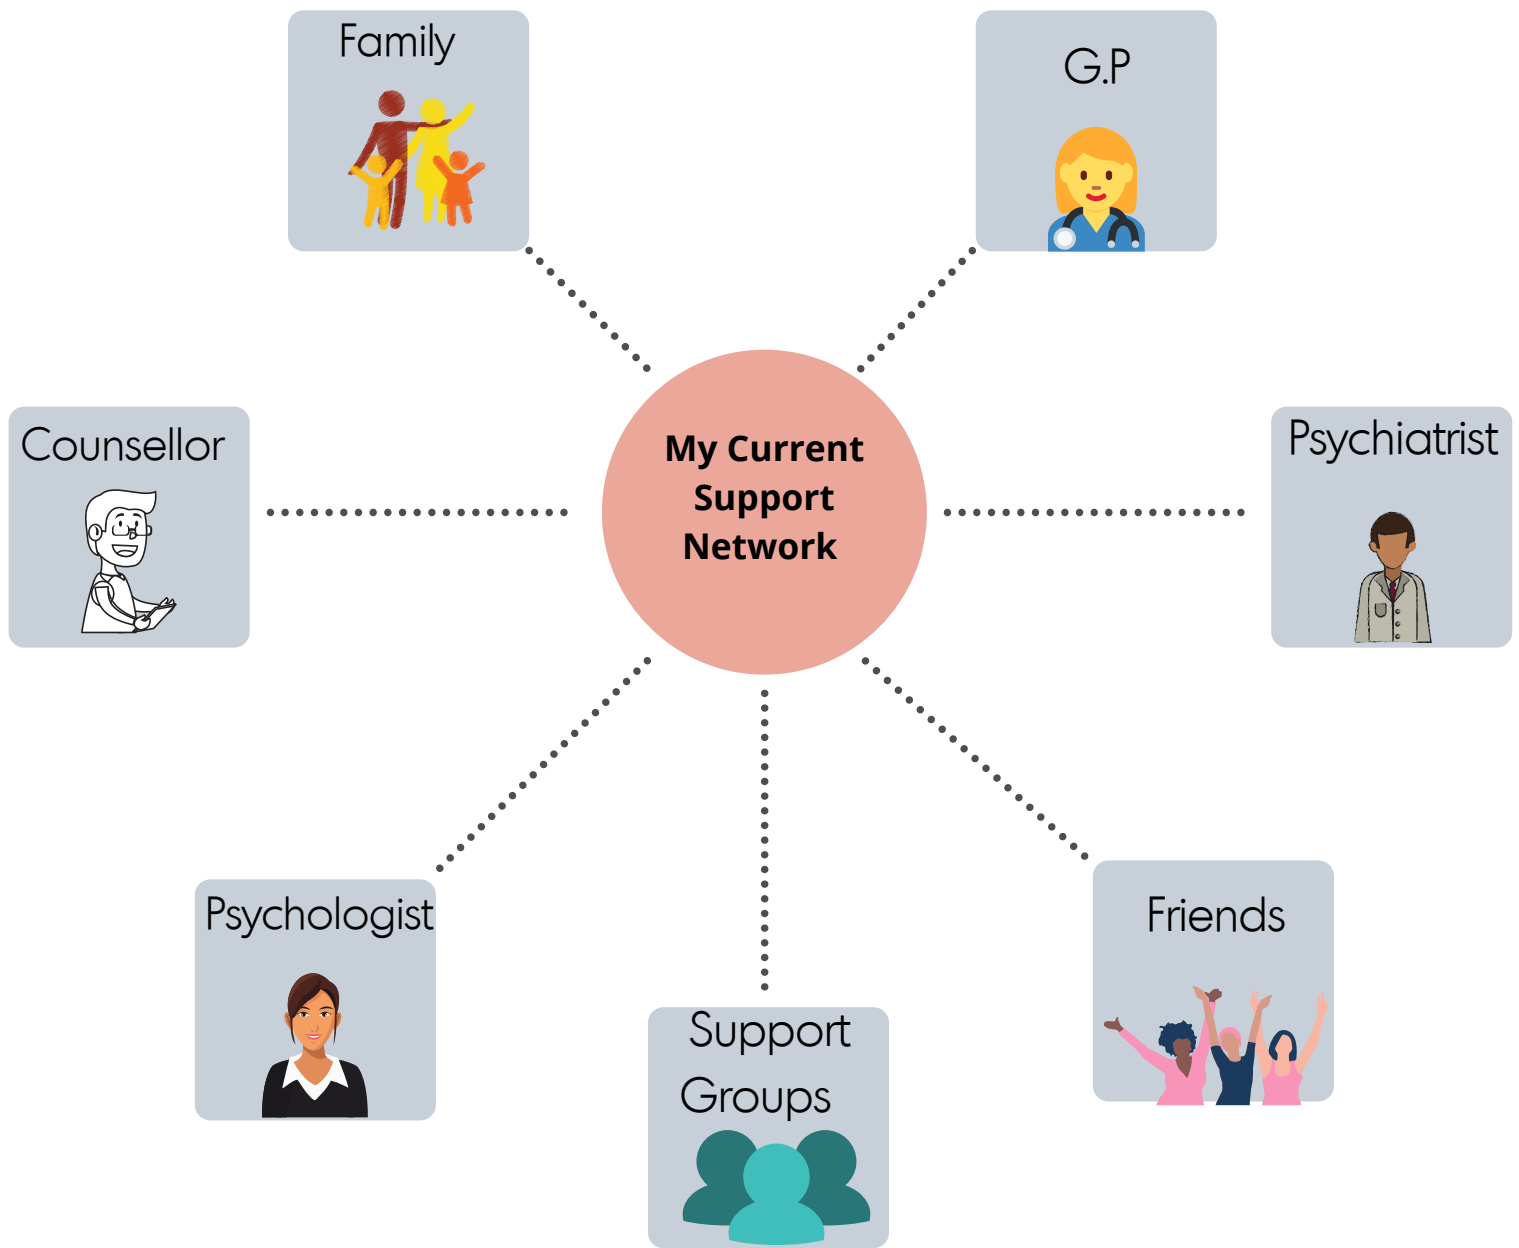 Family
G.P
Counsellor
My Current
Support
Network
Psychiatrist
Psychologist
Friends
Support
Groups